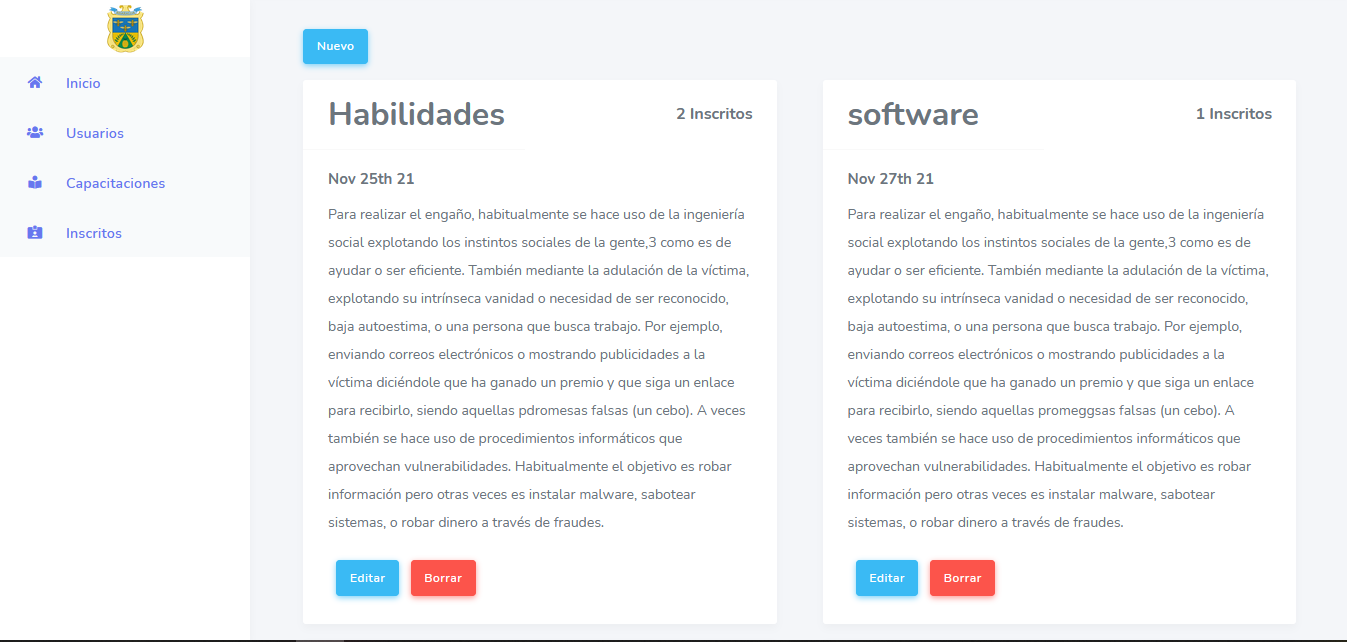 Inicio
Usuarios
Capacitaciones
Inscritos
Nuevo
Habilidades
2 Inscritos
Nov 25th 21
Para realizar el engaño, habitualmente se hace uso de la ingeniería
social explotando los instintos sociales de la gente,3 como es de
ayudar o ser eficiente. También mediante la adulación de la víctima,
explotando su intrínseca vanidad o necesidad de ser reconocido,
baja autoestima, o una persona que busca trabajo. Por ejemplo,
enviando correos electrónicos o mostrando publicidades a la
víctima diciéndole que ha ganado un premio y que siga un enlace
para recibirlo, siendo aquellas pdromesas falsas (un cebo). A veces
también se hace uso de procedimientos informáticos que
aprovechan vulnerabilidades. Habitualmente el objetivo es robar
información pero otras veces es instalar malware, sabotear
sistemas, o robar dinero a través de fraudes.
Editar
Borrar
software
1 Inscritos
Nov 27th 21
Para realizar el engaño, habitualmente se hace uso de la ingeniería
social explotando los instintos sociales de la gente,3 como es de
ayudar o ser eficiente. También mediante la adulación de la víctima,
explotando su intrínseca vanidad o necesidad de ser reconocido,
baja autoestima, o una persona que busca trabajo. Por ejemplo,
enviando correos electrónicos o mostrando publicidades a la
víctima diciéndole que ha ganado un premio y que siga un enlace
para recibirlo, siendo aquellas promeggsas falsas (un cebo). A
veces también se hace uso de procedimientos informáticos que
aprovechan vulnerabilidades. Habitualmente el objetivo es robar
información pero otras veces es instalar malware, sabotear
sistemas, o robar dinero a través de fraudes.
Editar
Borrar